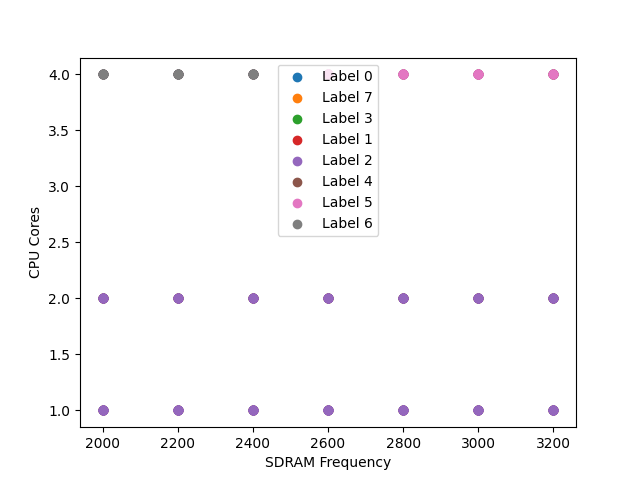 4.0
3.5
3.0
2.5
2.0
1.5
1.0
CPU Cores
Label 0
Label 7
Label 3
Label 1
Label 2
Label 4
Label 5
Label 6
2000 2200 2400 2600 2800 3000 3200
SDRAM Frequency